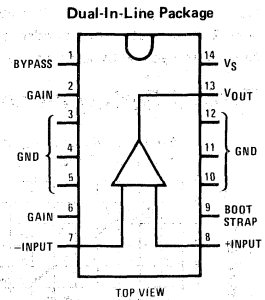 Dual-In-Line Package
BYPASS 1 14 VS
GAIN 2 13 VOUT
3 12
GND 4 11 GND
5 10
GAIN 6 9 BOOT STRAP
−INPUT 7 8 +INPUT
TOP VIEW